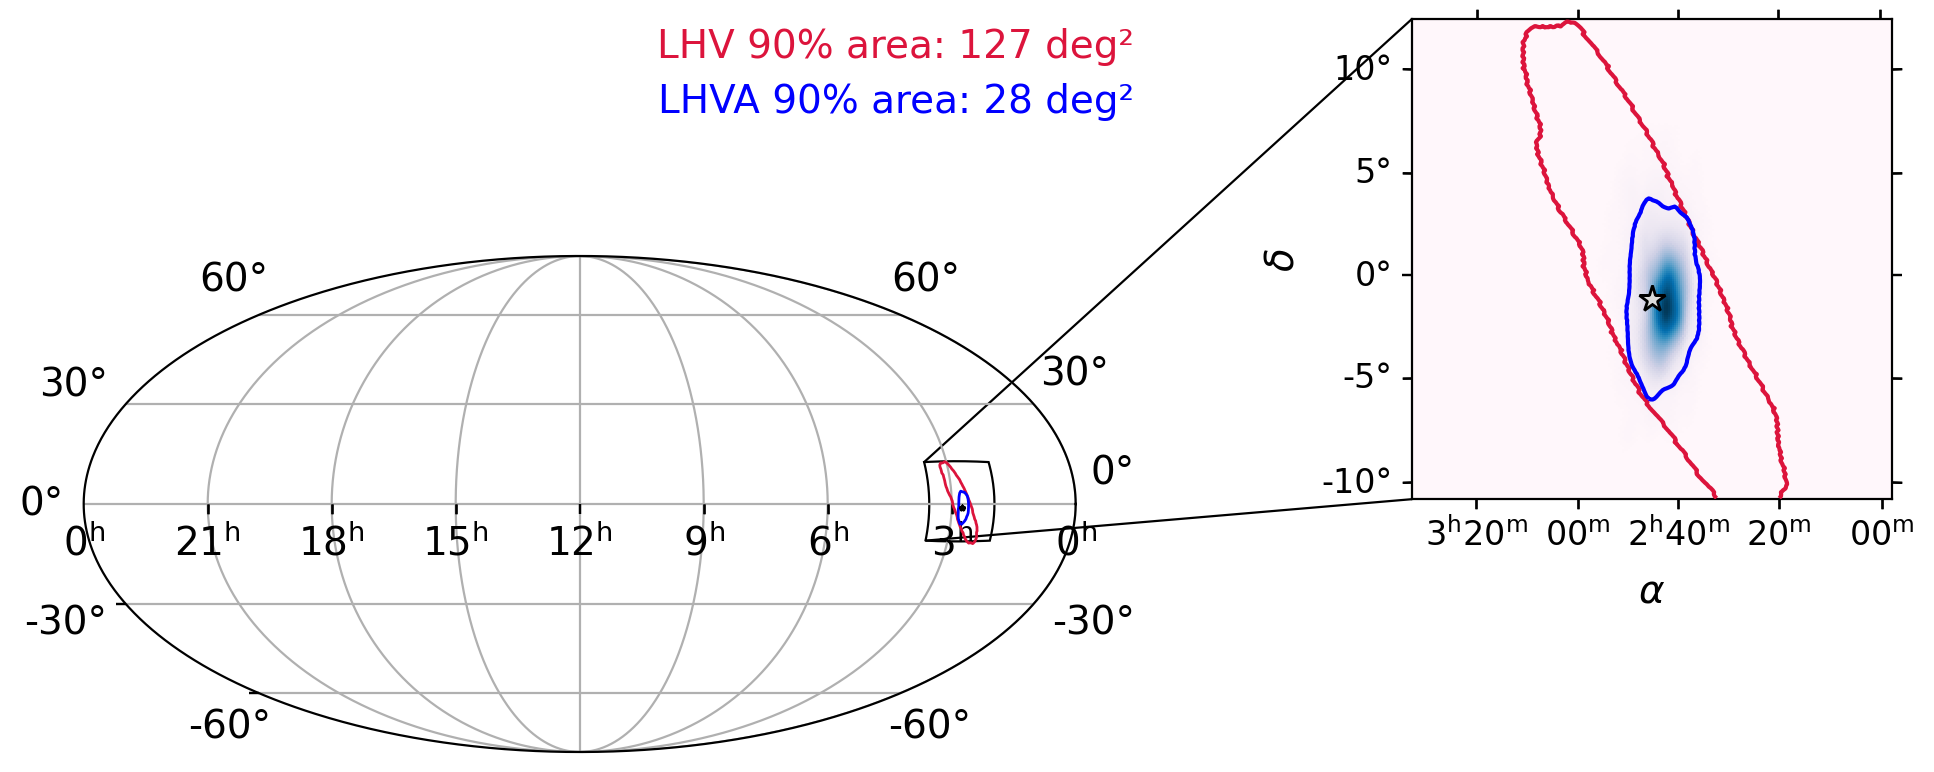 LHV 90% area: 127 deg²
LHVA 90% area: 28 deg²
60° 60°
30° 30°
0° 0°
0ʰ 21ʰ 18ʰ 15ʰ 12ʰ 9ʰ 6ʰ 3ʰ 0ʰ
-30° -30°
-60° -60°
10°
5°
0°
-5°
-10°
δ
3ʰ20ᵐ 00ᵐ 2ʰ40ᵐ 20ᵐ 00ᵐ
α